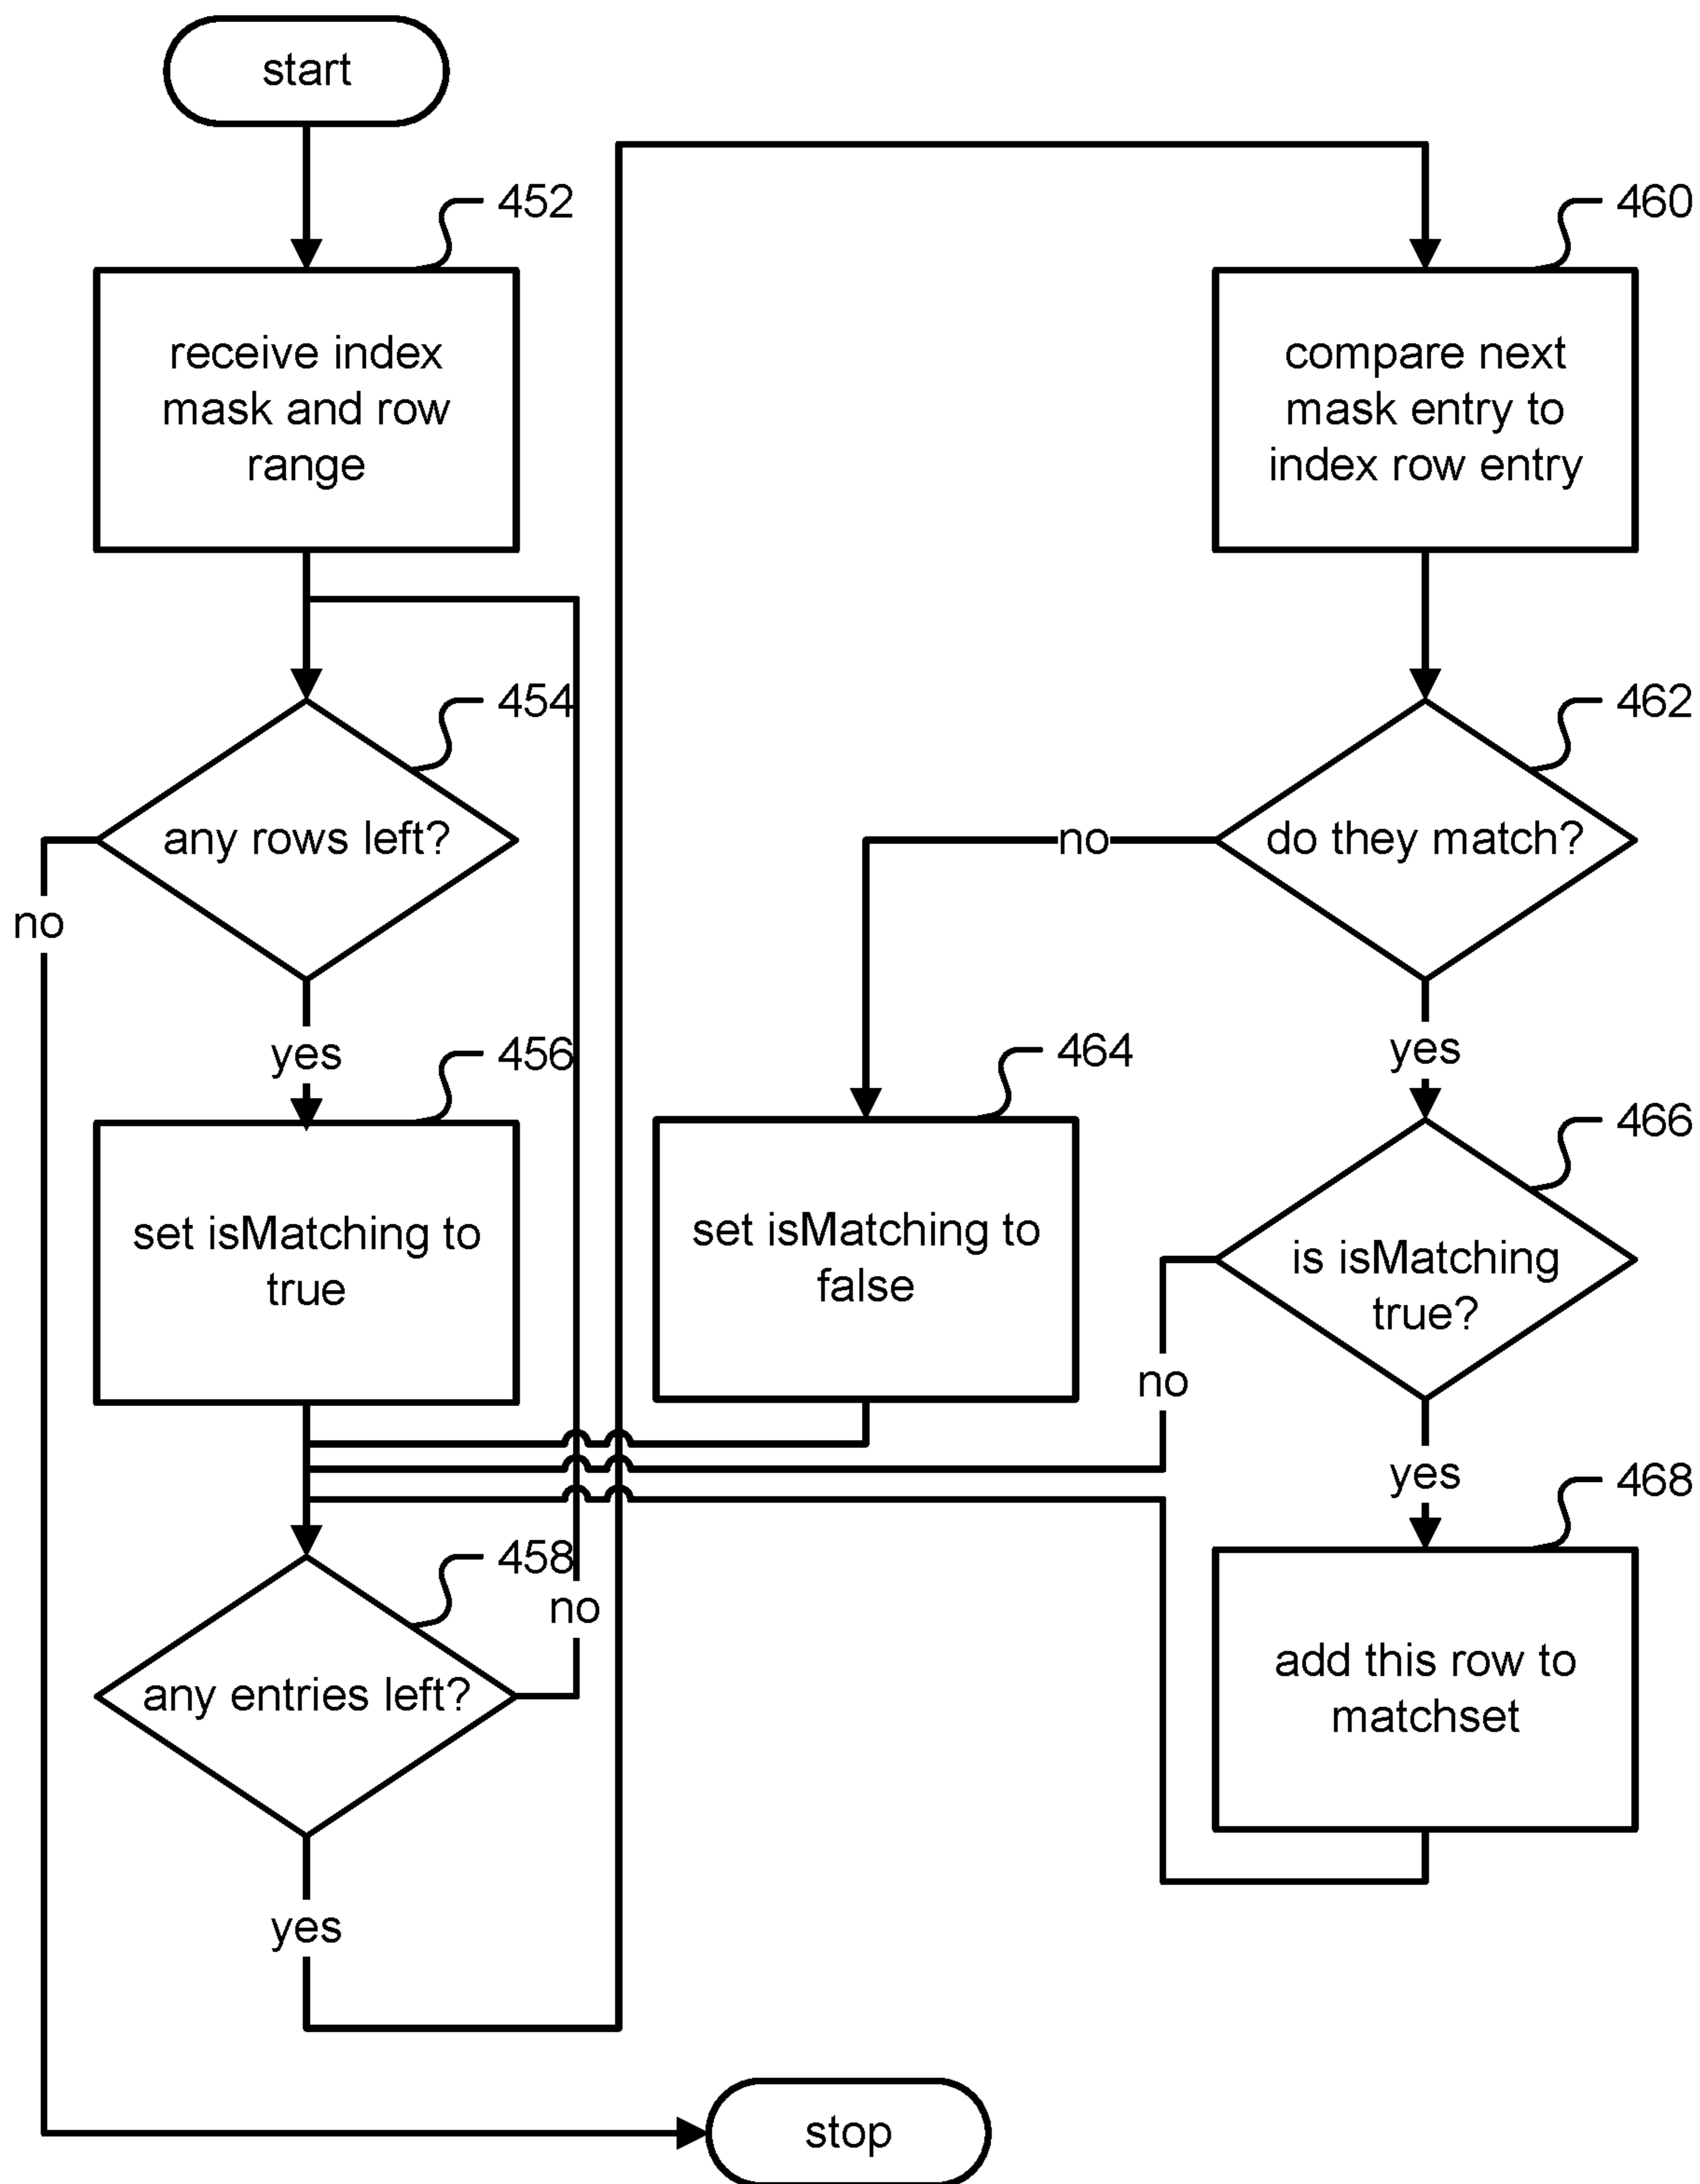 start
452
receive index
mask and row
range
454
any rows left?
no
yes
456
set isMatching to
true
458
any entries left?
no
yes
460
compare next
mask entry to
index row entry
462
do they match?
no
yes
464
set isMatching to
false
466
is isMatching
true?
no
yes
468
add this row to
matchset
stop